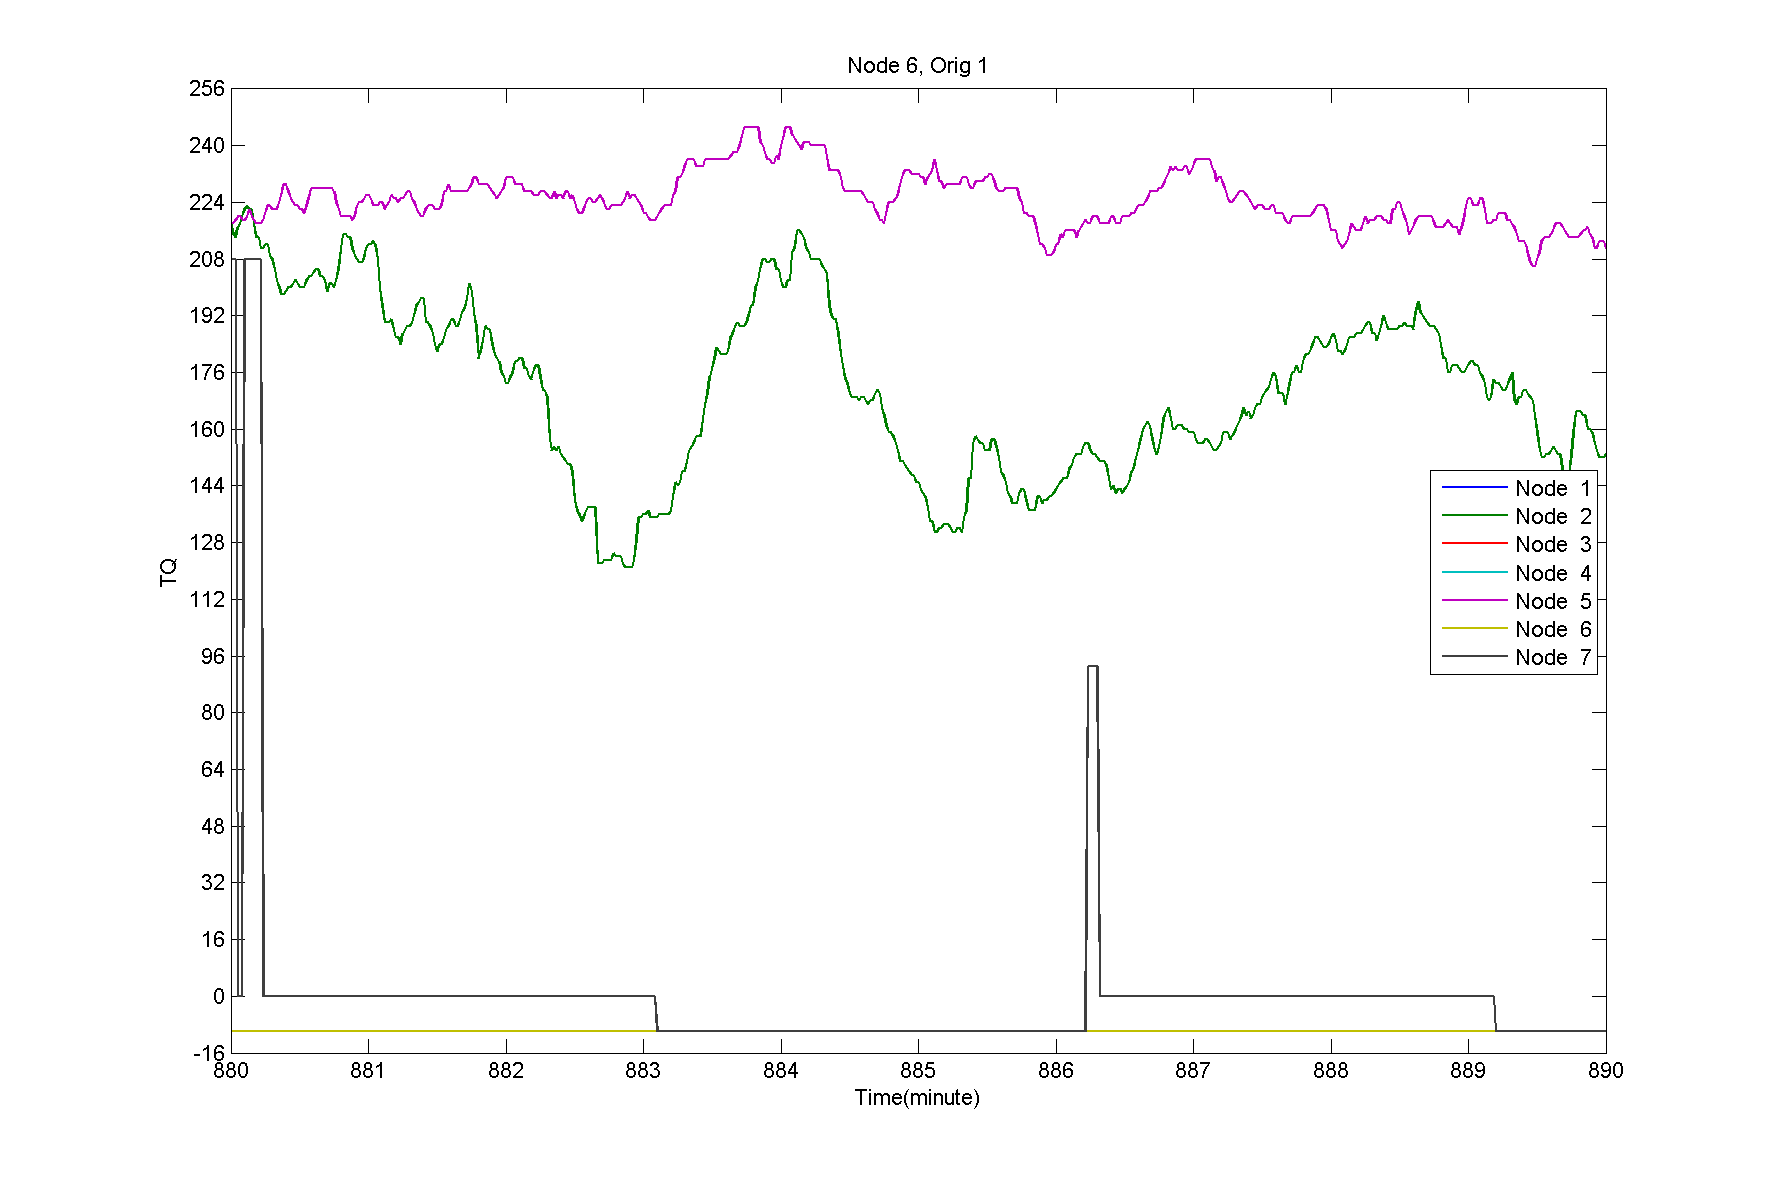 Node 6, Orig 1
256
240
224
208
192
176
160
144
128
112
96
80
64
48
32
16
0
-16
TQ
Node 1
Node 2
Node 3
Node 4
Node 5
Node 6
Node 7
880 881 882 883 884 885 886 887 888 889 890
Time(minute)